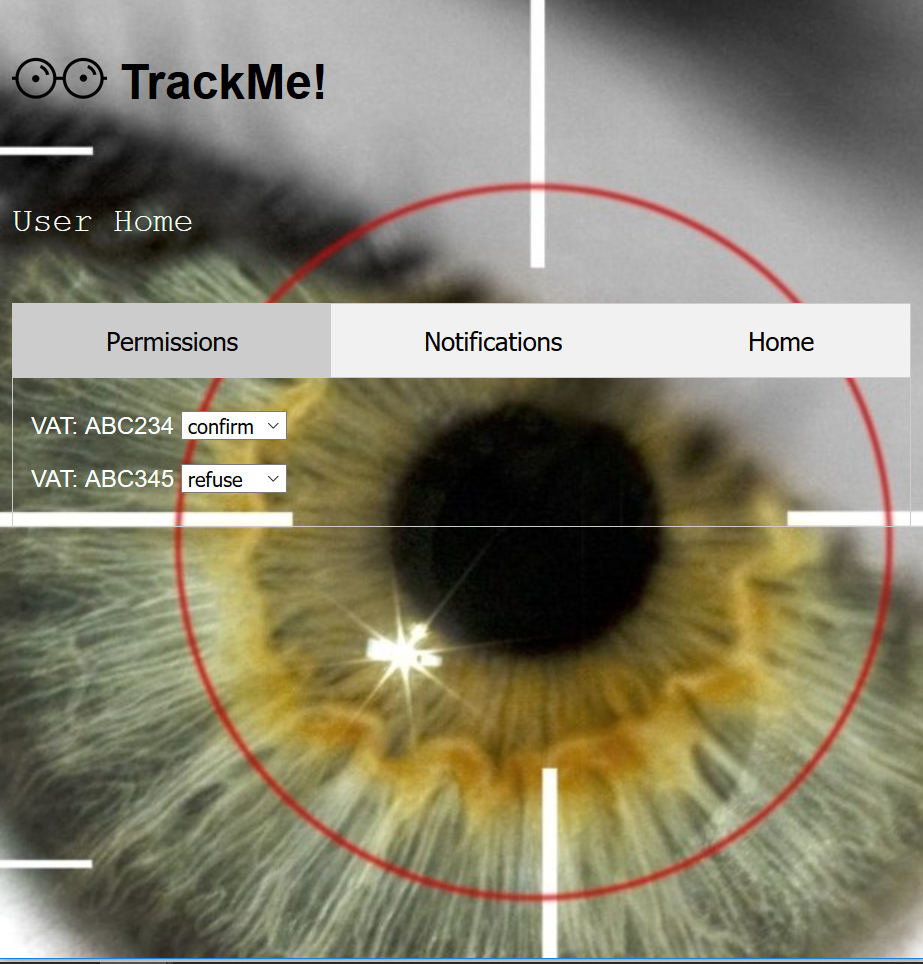 TrackMe!
User Home
Permissions Notifications Home
VAT: ABC234 confirm
VAT: ABC345 refuse